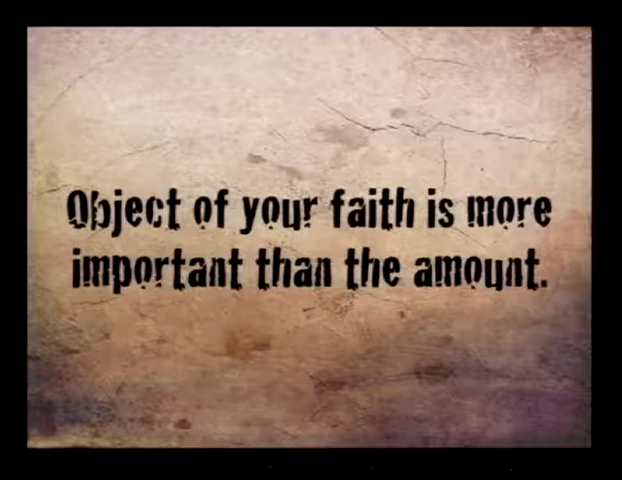 Object of your faith is more
important than the amount.